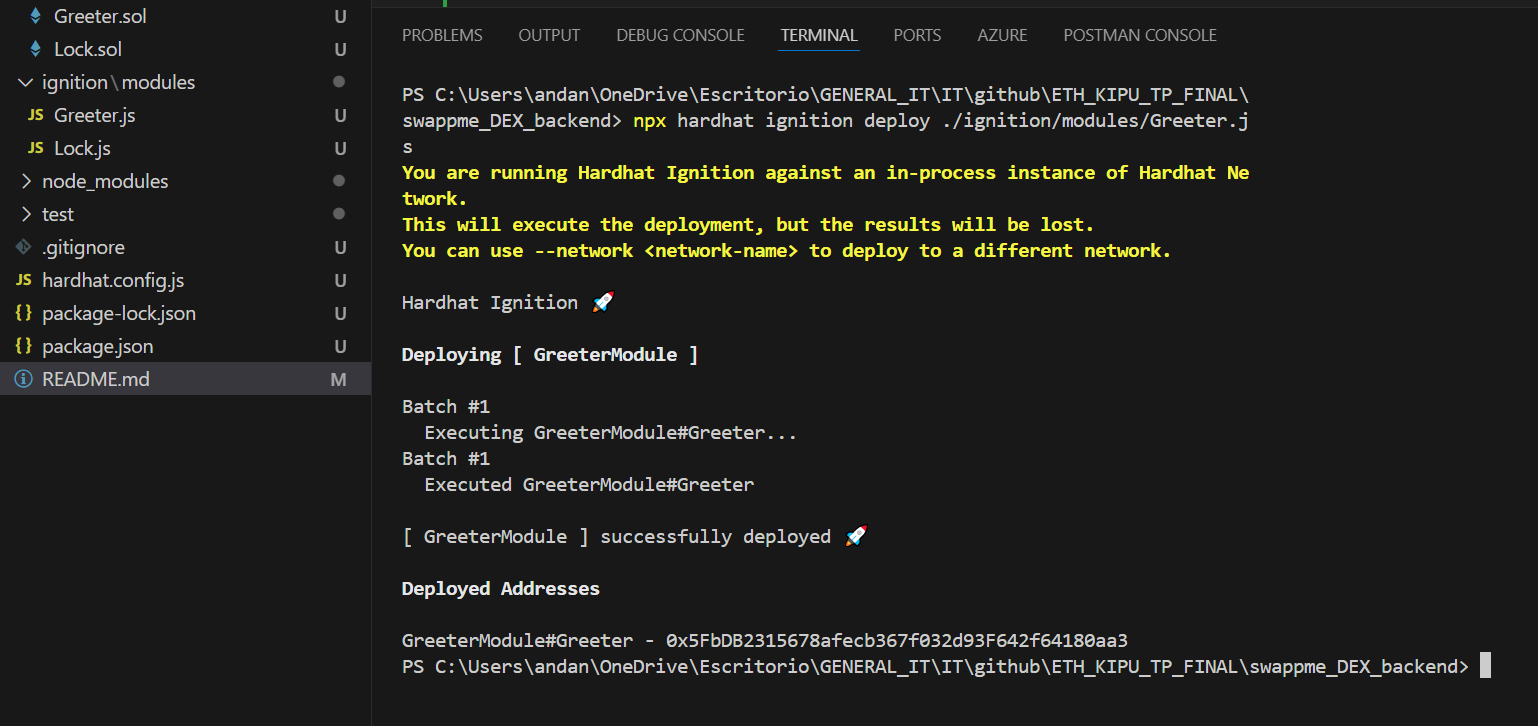 Greeter.sol U
Lock.sol U
ignition\modules
JS Greeter.js U
JS Lock.js U
node_modules
test
.gitignore U
JS hardhat.config.js U
{} package-lock.json U
{} package.json U
README.md M
PROBLEMS OUTPUT DEBUG CONSOLE TERMINAL PORTS AZURE POSTMAN CONSOLE
PS C:\Users\andan\OneDrive\Escritorio\GENERAL_IT\IT\github\ETH_KIPU_TP_FINAL\
swappme_DEX_backend> npx hardhat ignition deploy ./ignition/modules/Greeter.j
s
You are running Hardhat Ignition against an in-process instance of Hardhat Ne
twork.
This will execute the deployment, but the results will be lost.
You can use --network <network-name> to deploy to a different network.
Hardhat Ignition 🚀
Deploying [ GreeterModule ]
Batch #1
Executing GreeterModule#Greeter...
Batch #1
Executed GreeterModule#Greeter
[ GreeterModule ] successfully deployed 🚀
Deployed Addresses
GreeterModule#Greeter - 0x5FbDB2315678afecb367f032d93F642f64180aa3
PS C:\Users\andan\OneDrive\Escritorio\GENERAL_IT\IT\github\ETH_KIPU_TP_FINAL\swappme_DEX_backend>